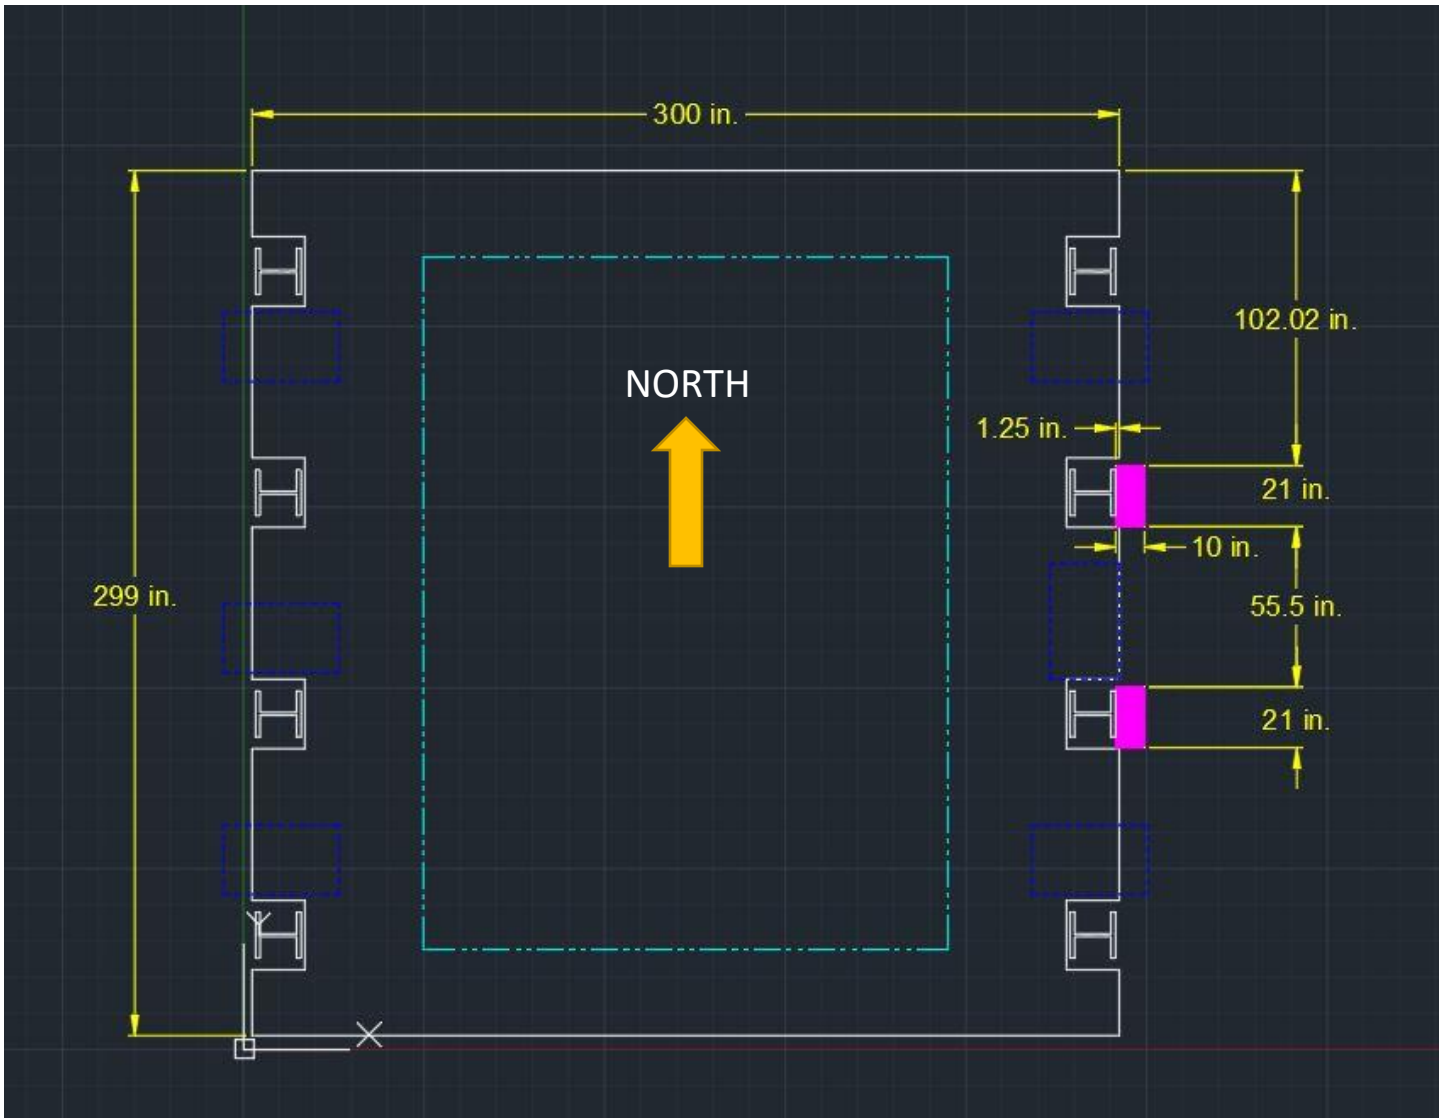 300 in.
102.02 in.
NORTH
1.25 in.
21 in.
10 in.
299 in.
55.5 in.
21 in.
Y
X